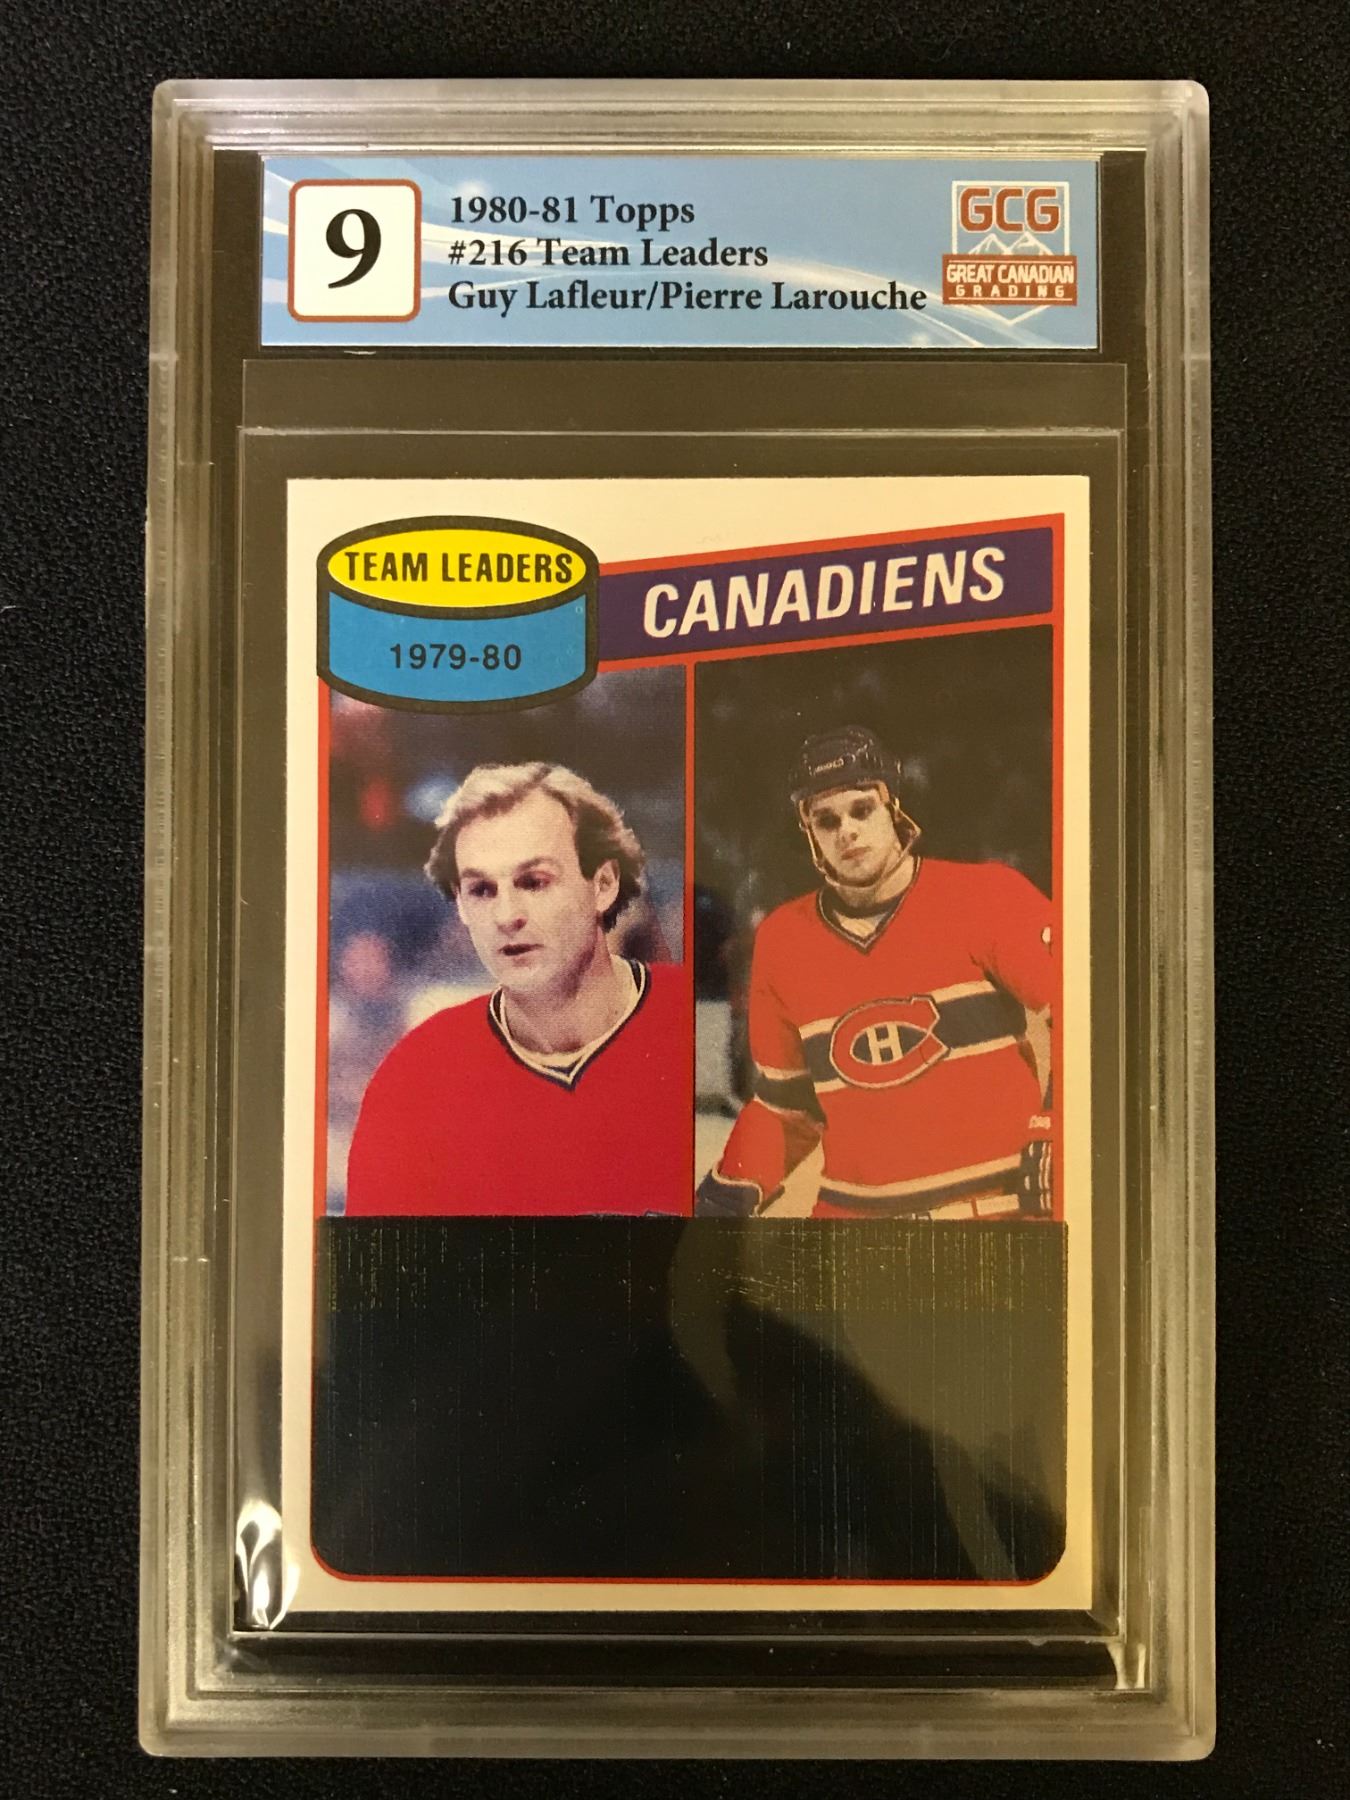 9
1980-81 Topps
#216 Team Leaders
Guy Lafleur/Pierre Larouche
GCG
GREAT CANADIAN
GRADING
TEAM LEADERS
1979-80
CANADIENS
H